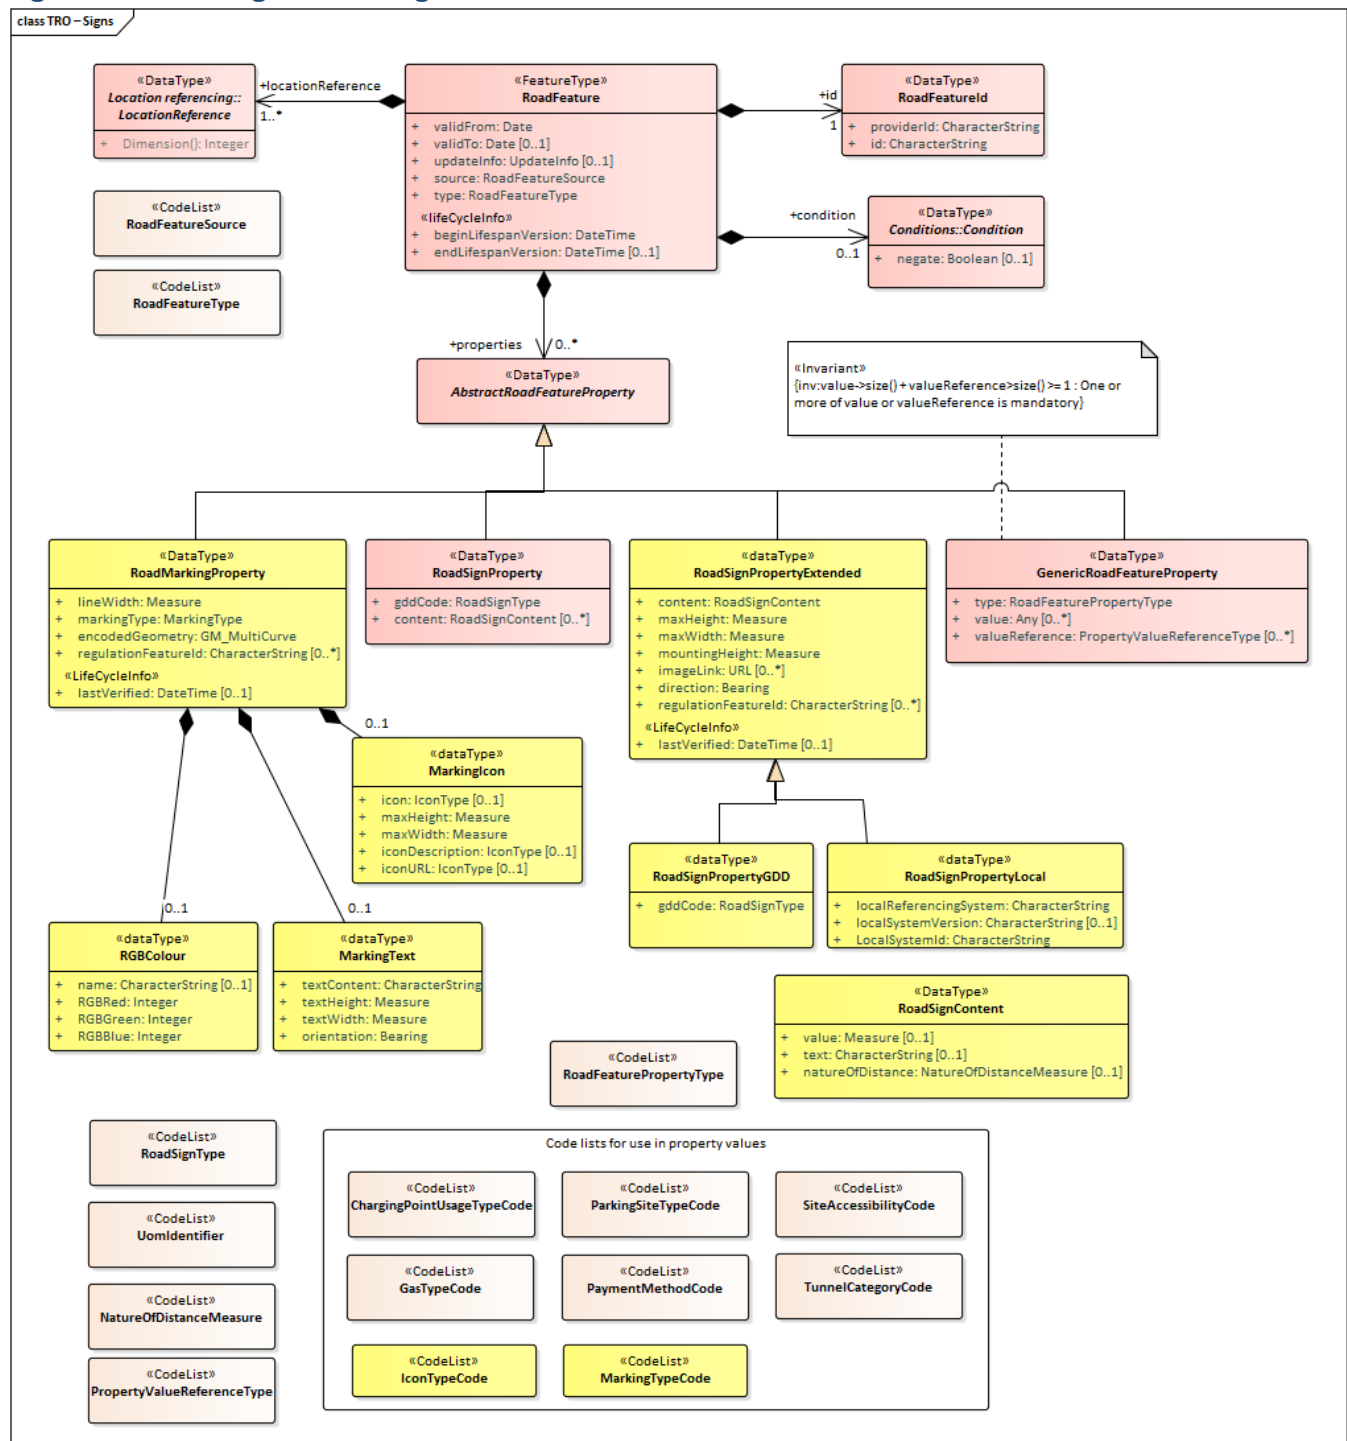 class TRO – Signs
«DataType»
Location referencing::
LocationReference
+ Dimension(): Integer
+locationReference
1..*
«FeatureType»
RoadFeature
+ validFrom: Date
+ validTo: Date [0..1]
+ updateInfo: UpdateInfo [0..1]
+ source: RoadFeatureSource
+ type: RoadFeatureType
«lifeCycleInfo»
+ beginLifespanVersion: DateTime
+ endLifespanVersion: DateTime [0..1]
+id
1
«DataType»
RoadFeatureId
+ providerId: CharacterString
+ id: CharacterString
«CodeList»
RoadFeatureSource
+condition
0..1
«DataType»
Conditions::Condition
+ negate: Boolean [0..1]
«CodeList»
RoadFeatureType
+properties
0..*
«DataType»
AbstractRoadFeatureProperty
«Invariant»
{inv:value->size() + valueReference>size() >= 1 : One or
more of value or valueReference is mandatory}
«DataType»
RoadMarkingProperty
+ lineWidth: Measure
+ markingType: MarkingType
+ encodedGeometry: GM_MultiCurve
+ regulationFeatureId: CharacterString [0..*]
«LifeCycleInfo»
+ lastVerified: DateTime [0..1]
«DataType»
RoadSignProperty
+ gddCode: RoadSignType
+ content: RoadSignContent [0..*]
«dataType»
RoadSignPropertyExtended
+ content: RoadSignContent
+ maxHeight: Measure
+ maxWidth: Measure
+ mountingHeight: Measure
+ imageLink: URL [0..*]
+ direction: Bearing
+ regulationFeatureId: CharacterString [0..*]
«LifeCycleInfo»
+ lastVerified: DateTime [0..1]
«DataType»
GenericRoadFeatureProperty
+ type: RoadFeaturePropertyType
+ value: Any [0..*]
+ valueReference: PropertyValueReferenceType [0..*]
0..1
«dataType»
MarkingIcon
+ icon: IconType [0..1]
+ maxHeight: Measure
+ maxWidth: Measure
+ iconDescription: IconType [0..1]
+ iconURL: IconType [0..1]
«dataType»
RoadSignPropertyGDD
+ gddCode: RoadSignType
«dataType»
RoadSignPropertyLocal
+ localReferencingSystem: CharacterString
+ localSystemVersion: CharacterString [0..1]
+ LocalSystemId: CharacterString
0..1
«dataType»
RGBColour
+ name: CharacterString [0..1]
+ RGBRed: Integer
+ RGBGreen: Integer
+ RGBBlue: Integer
0..1
«dataType»
MarkingText
+ textContent: CharacterString
+ textHeight: Measure
+ textWidth: Measure
+ orientation: Bearing
«DataType»
RoadSignContent
+ value: Measure [0..1]
+ text: CharacterString [0..1]
+ natureOfDistance: NatureOfDistanceMeasure [0..1]
«CodeList»
RoadFeaturePropertyType
«CodeList»
RoadSignType
«CodeList»
UomIdentifier
«CodeList»
NatureOfDistanceMeasure
«CodeList»
PropertyValueReferenceType
Code lists for use in property values
«CodeList»
ChargingPointUsageTypeCode
«CodeList»
ParkingSiteTypeCode
«CodeList»
SiteAccessibilityCode
«CodeList»
GasTypeCode
«CodeList»
PaymentMethodCode
«CodeList»
TunnelCategoryCode
«CodeList»
IconTypeCode
«CodeList»
MarkingTypeCode